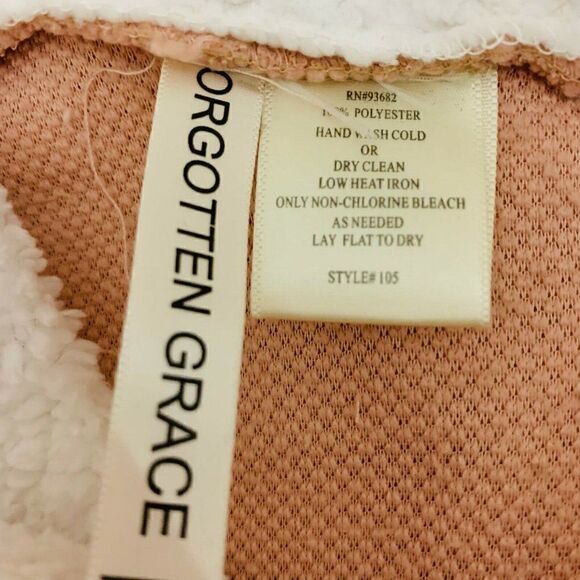 ORGOTTEN GRACE
RN#93682
100% POLYESTER
HAND WASH COLD
OR
DRY CLEAN
LOW HEAT IRON
ONLY NON-CHLORINE BLEACH
AS NEEDED
LAY FLAT TO DRY
STYLE# 105